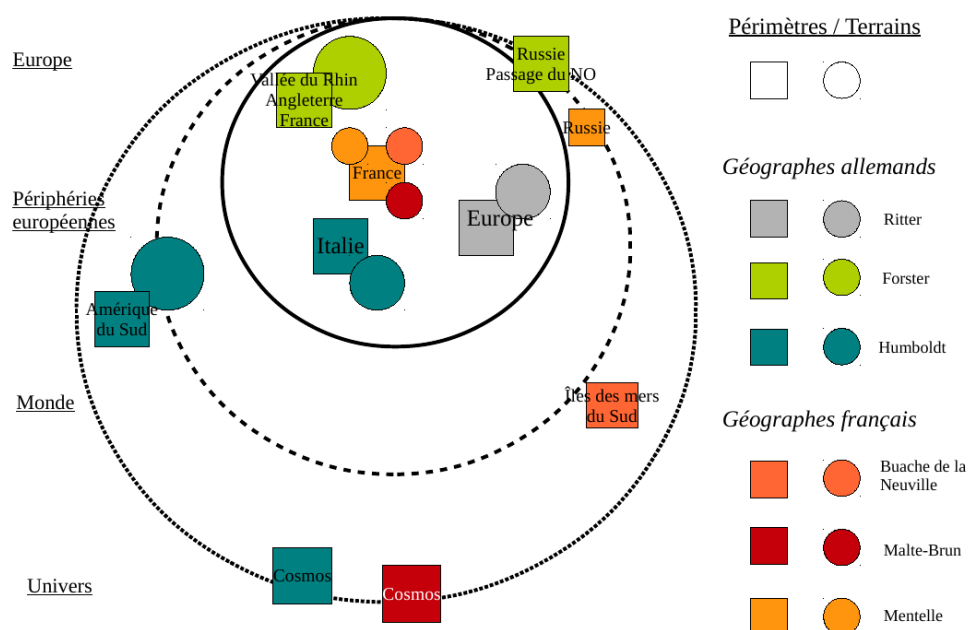 Périmètres / Terrains
Europe
Russie
Passage du NO
Vallée du Rhin
Angleterre
France
Russie
Géographes allemands
France
Périphéries
européennes
Europe
Ritter
Italie
Forster
Amérique
du Sud
Humboldt
Monde
Îles des mers
du Sud
Géographes français
Buache de la
Neuville
Malte-Brun
Cosmos
Cosmos
Univers
Mentelle